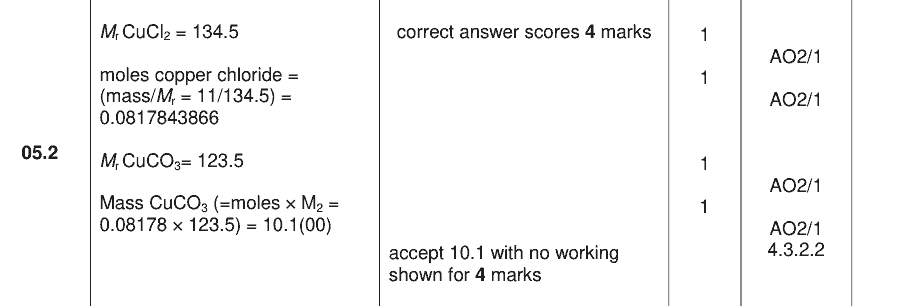 05.2
Mr CuCl2 = 134.5
moles copper chloride =
(mass/Mr = 11/134.5) =
0.0817843866
Mr CuCO3= 123.5
Mass CuCO3 (=moles × M2 =
0.08178 × 123.5) = 10.1(00)
correct answer scores 4 marks
accept 10.1 with no working
shown for 4 marks
1
1
1
1
AO2/1
AO2/1
AO2/1
AO2/1
4.3.2.2